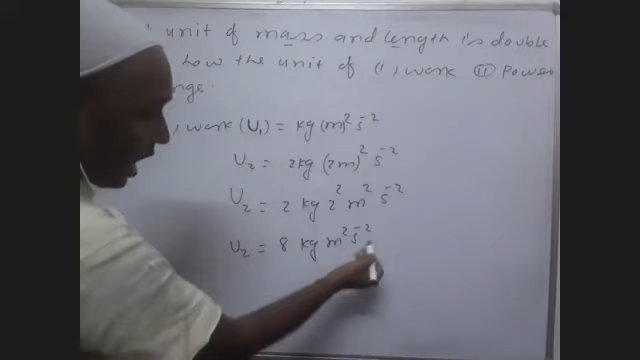 unit of mass and length is double
how the unit of (i) work (ii) Power
nge.
, work (U₁) = kg (m)² s⁻²
U₂ = 2kg (2m)² s⁻²
U₂ = 2 kg 2² m² s⁻²
U₂ = 8 kg m² s⁻²